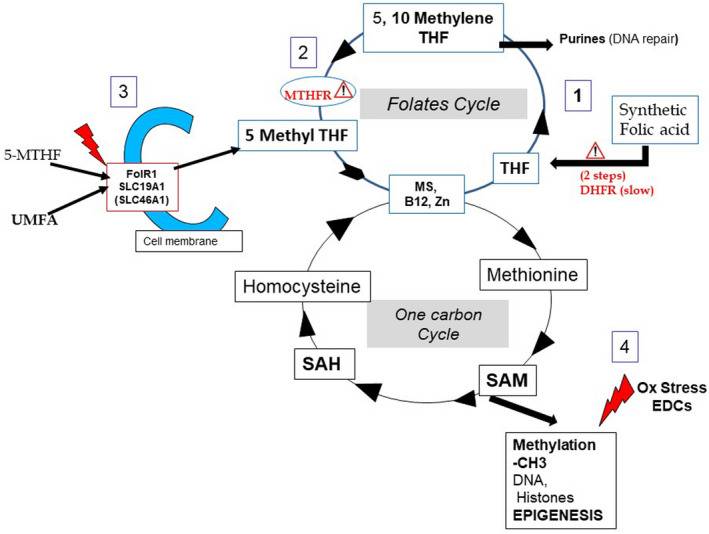 5, 10 Methylene
THF
Purines (DNA repair)
2
MTHFR
Folates Cycle
1
Synthetic
Folic acid
3
5 Methyl THF
5-MTHF
FolR1
SLC19A1
(SLC46A1)
UMFA
Cell membrane
THF
(2 steps)
DHFR (slow)
MS,
B12, Zn
Homocysteine
Methionine
One carbon
Cycle
SAH
SAM
4
Ox Stress
EDCs
Methylation
-CH3
DNA,
Histones
EPIGENESIS